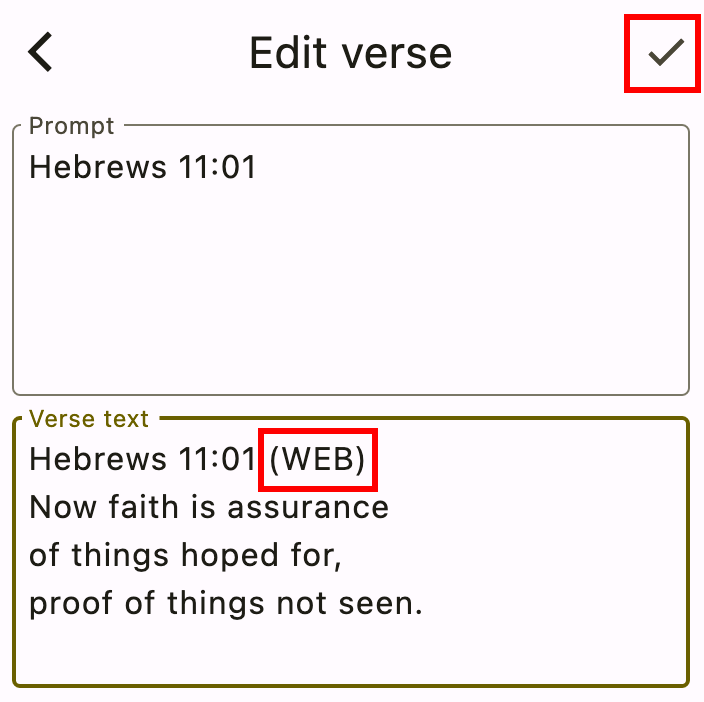 Edit verse
Prompt
Hebrews 11:01
Verse text
Hebrews 11:01 (WEB)
Now faith is assurance
of things hoped for,
proof of things not seen.